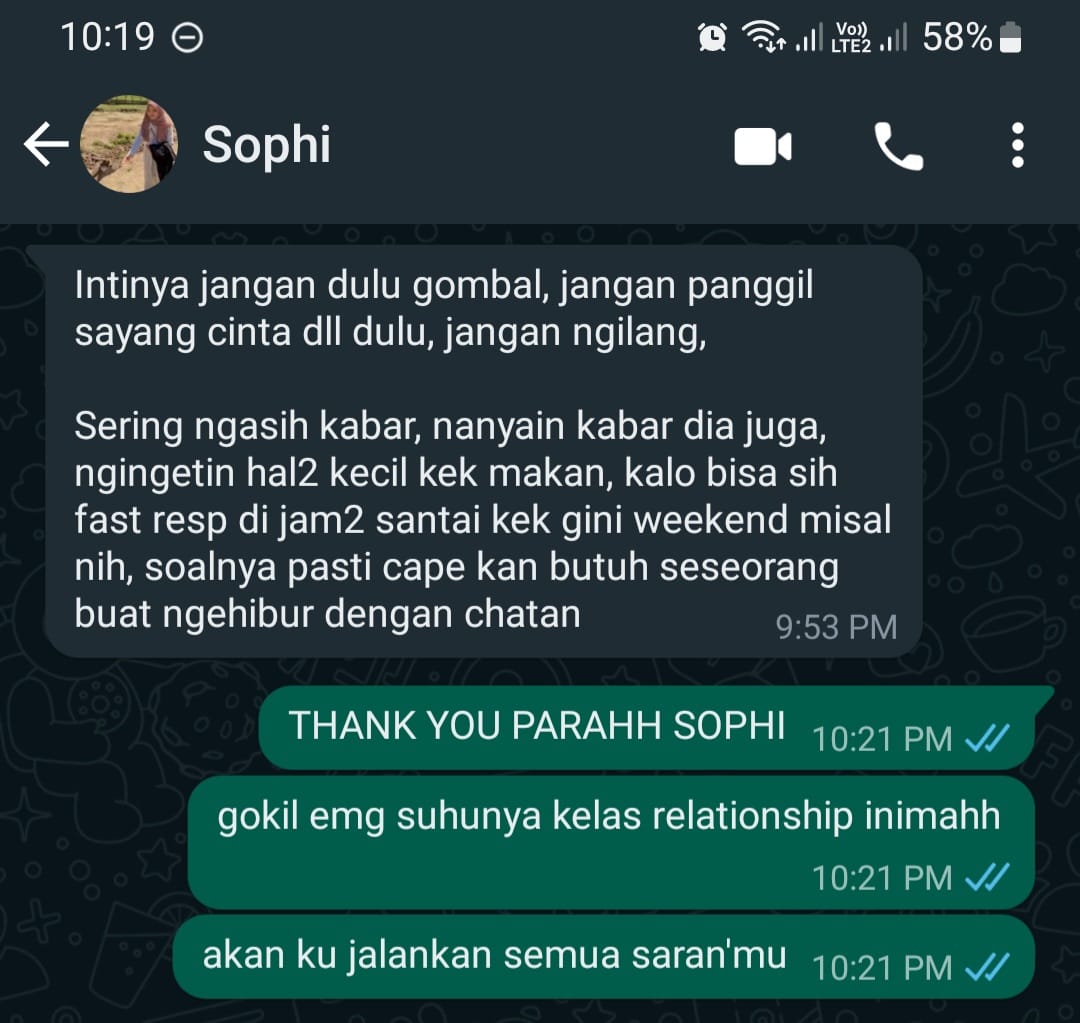 10:19
Vo))
LTE2
58%
Sophi
Intinya jangan dulu gombal, jangan panggil
sayang cinta dll dulu, jangan ngilang,
Sering ngasih kabar, nanyain kabar dia juga,
ngingetin hal2 kecil kek makan, kalo bisa sih
fast resp di jam2 santai kek gini weekend misal
nih, soalnya pasti cape kan butuh seseorang
buat ngehibur dengan chatan
9:53 PM
THANK YOU PARAHH SOPHI
10:21 PM
gokil emg suhunya kelas relationship inimahh
10:21 PM
akan ku jalankan semua saran'mu
10:21 PM